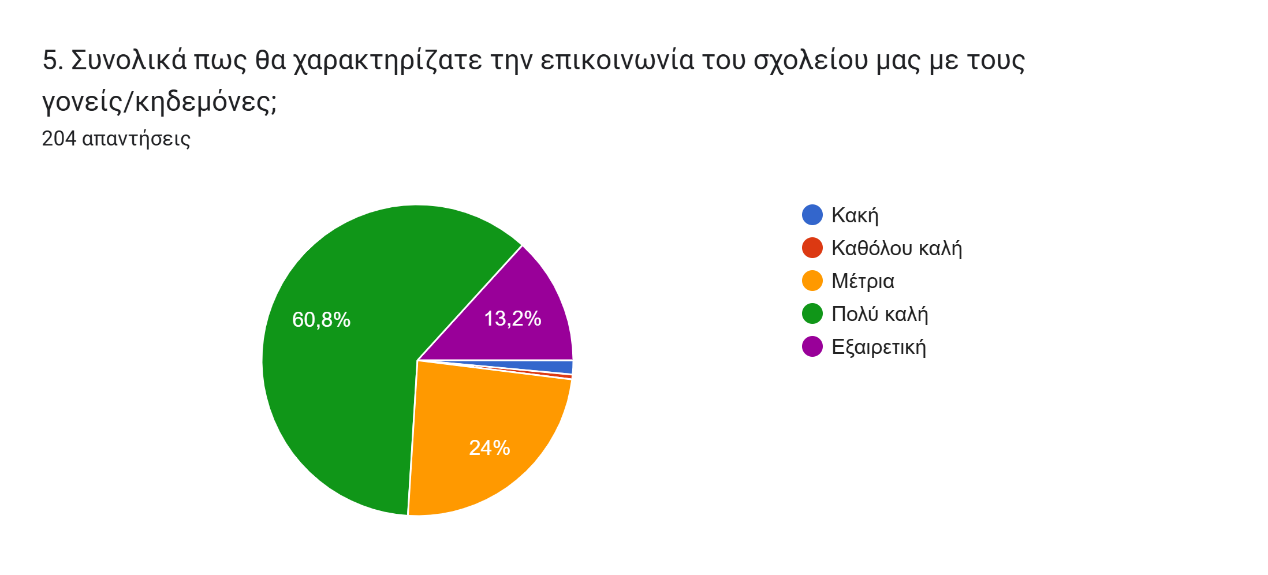 5. Συνολικά πως θα χαρακτηρίζατε την επικοινωνία του σχολείου μας με τους
γονείς/κηδεμόνες;
204 απαντήσεις
Κακή
Καθόλου καλή
Μέτρια
Πολύ καλή
Εξαιρετική
60,8%
13,2%
24%